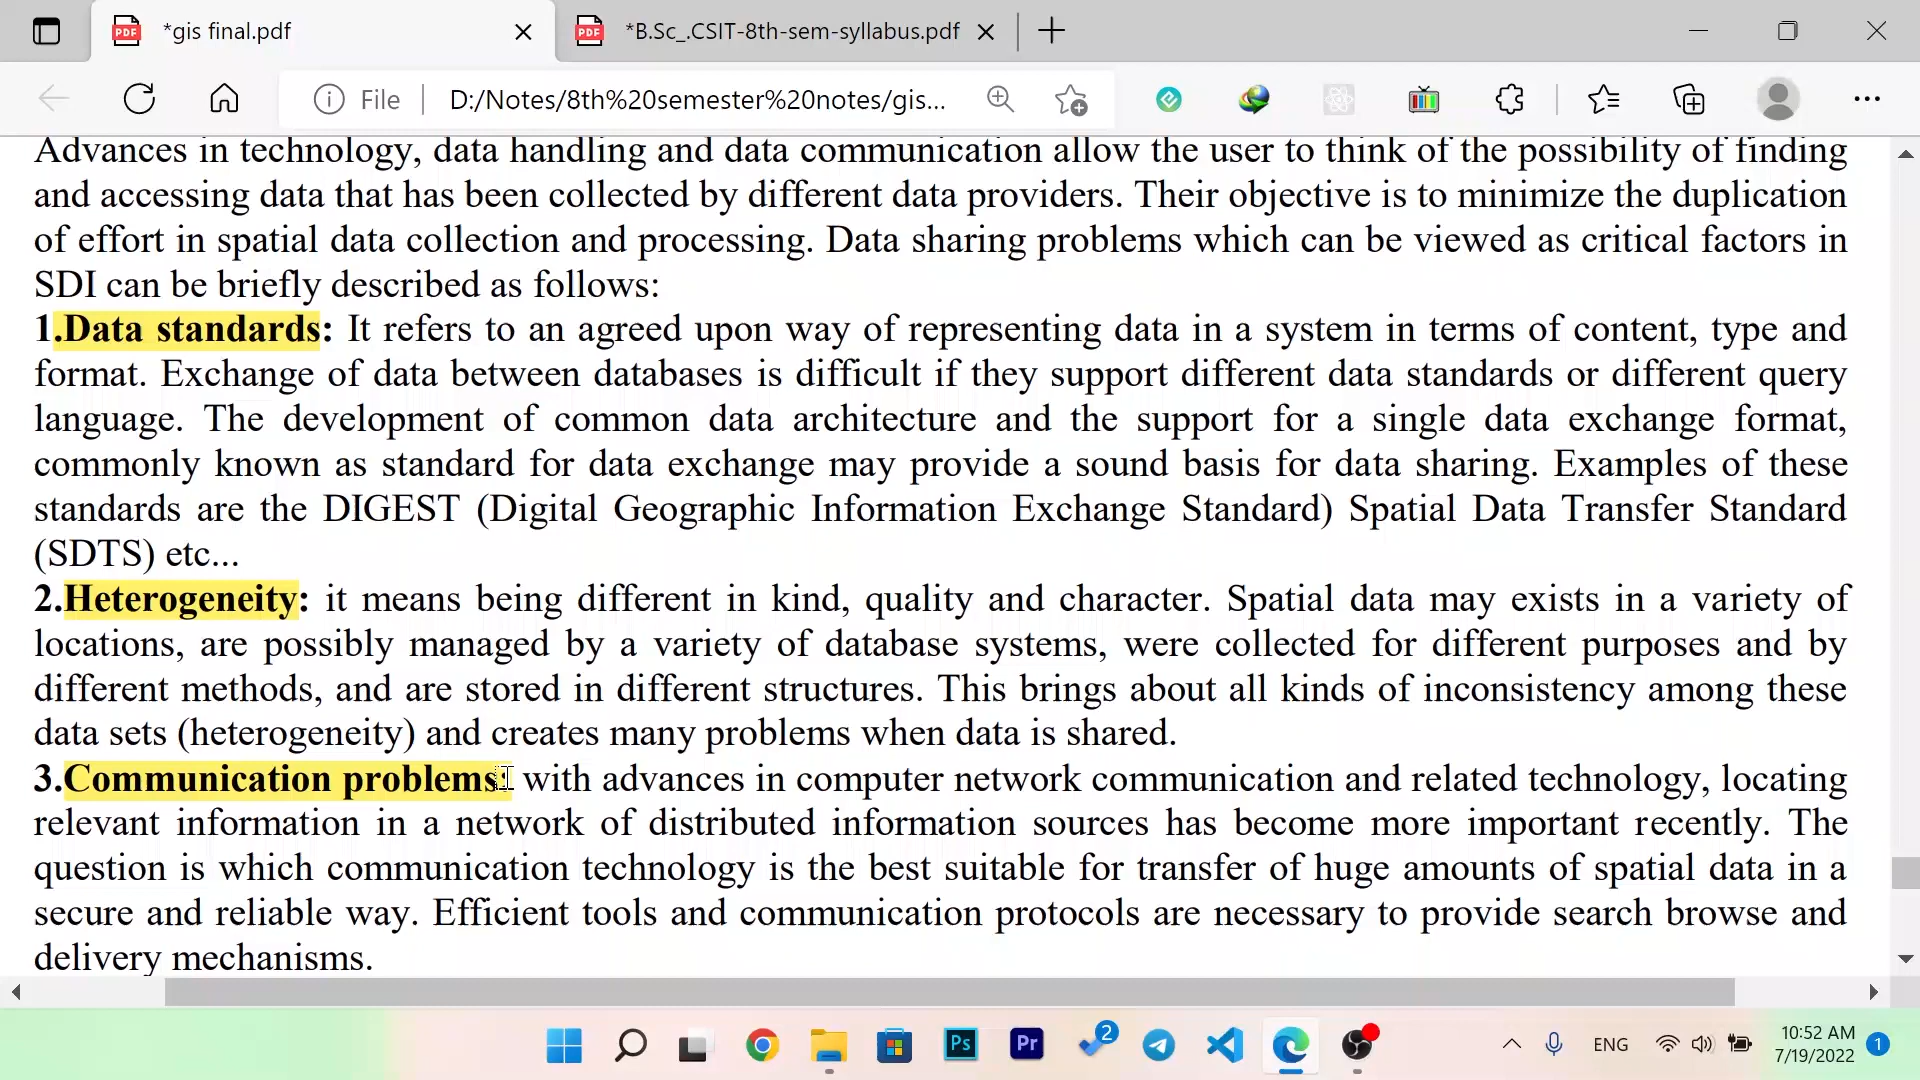 *gis final.pdf
*B.Sc_.CSIT-8th-sem-syllabus.pdf
File
D:/Notes/8th%20semester%20notes/gis...
Advances in technology, data handling and data communication allow the user to think of the possibility of finding
and accessing data that has been collected by different data providers. Their objective is to minimize the duplication
of effort in spatial data collection and processing. Data sharing problems which can be viewed as critical factors in
SDI can be briefly described as follows:
1.Data standards: It refers to an agreed upon way of representing data in a system in terms of content, type and
format. Exchange of data between databases is difficult if they support different data standards or different query
language. The development of common data architecture and the support for a single data exchange format,
commonly known as standard for data exchange may provide a sound basis for data sharing. Examples of these
standards are the DIGEST (Digital Geographic Information Exchange Standard) Spatial Data Transfer Standard
(SDTS) etc...
2.Heterogeneity: it means being different in kind, quality and character. Spatial data may exists in a variety of
locations, are possibly managed by a variety of database systems, were collected for different purposes and by
different methods, and are stored in different structures. This brings about all kinds of inconsistency among these
data sets (heterogeneity) and creates many problems when data is shared.
3.Communication problems: with advances in computer network communication and related technology, locating
relevant information in a network of distributed information sources has become more important recently. The
question is which communication technology is the best suitable for transfer of huge amounts of spatial data in a
secure and reliable way. Efficient tools and communication protocols are necessary to provide search browse and
delivery mechanisms.
Ps
Pr
2
ENG
10:52 AM
7/19/2022
1